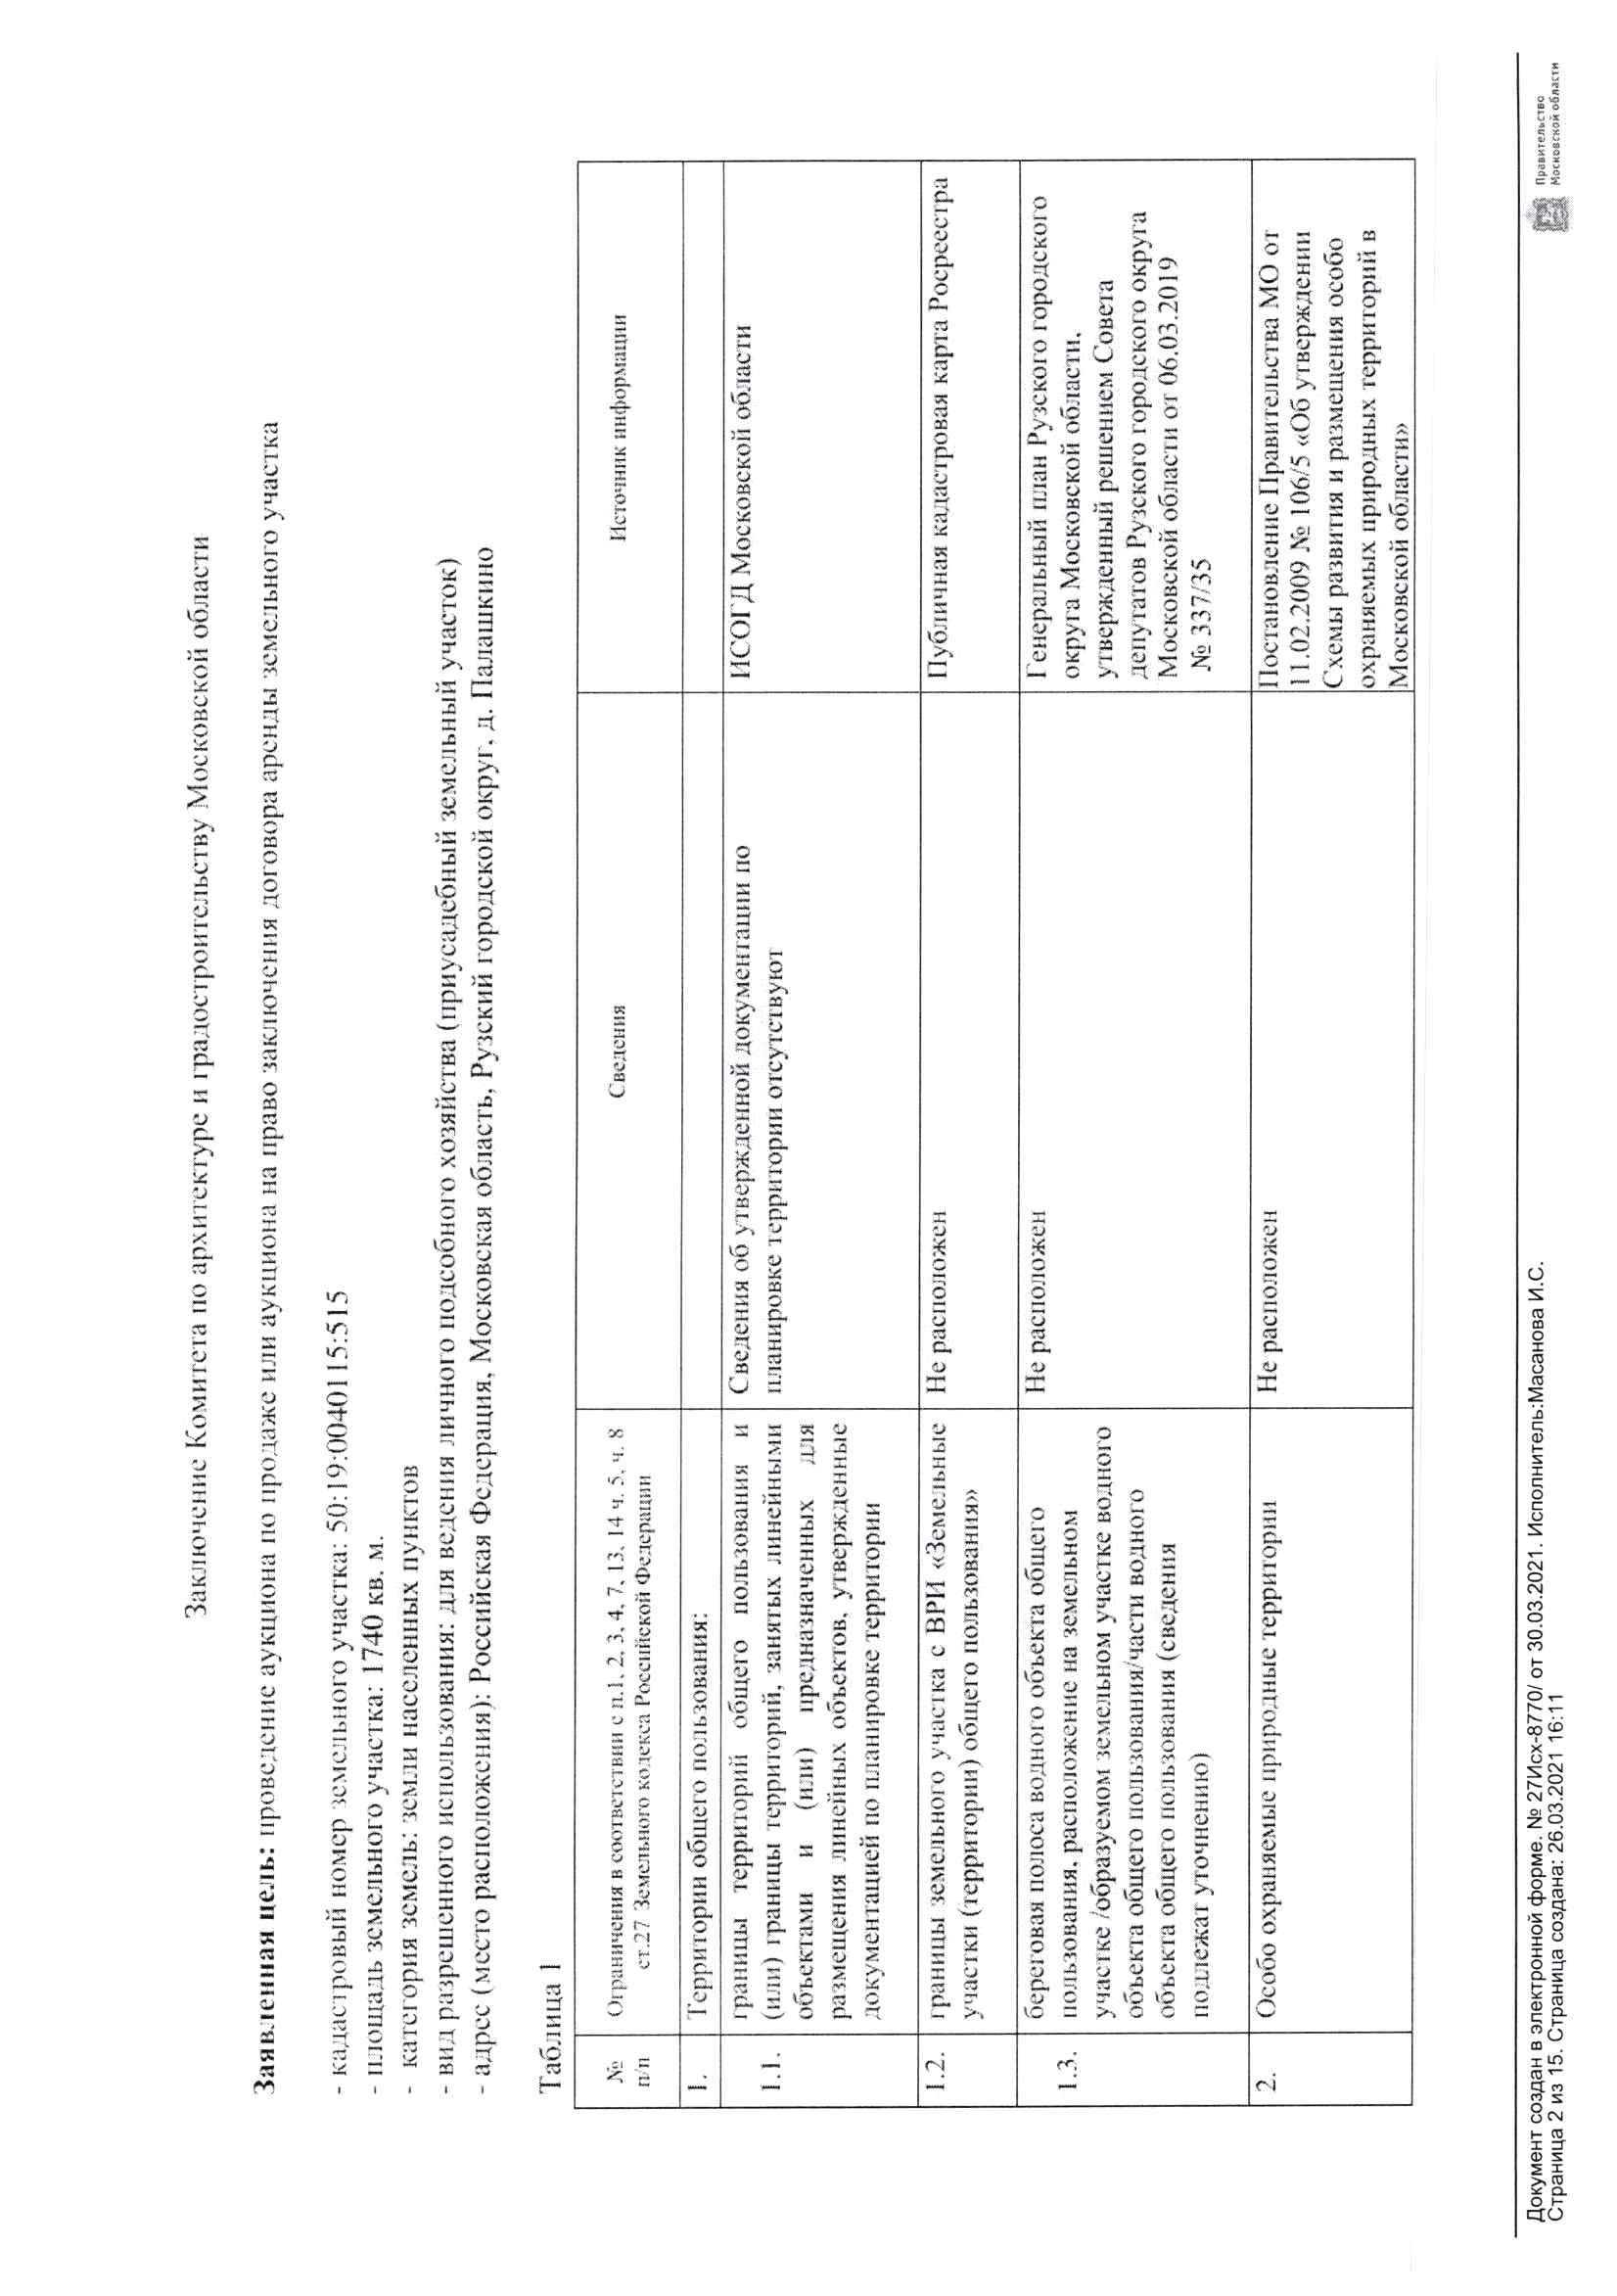 Заключение Комитета по архитектуре и градостроительству Московской области
Заявленная цель: проведение аукциона по продаже или аукциона на право заключения договора аренды земельного участка
- кадастровый номер земельного участка: 50:19:0040115:515
- площадь земельного участка: 1740 кв. м.
- категория земель: земли населенных пунктов
- вид разрешенного использования: для ведения личного подсобного хозяйства (приусадебный земельный участок)
- адрес (место расположения): Российская Федерация, Московская область, Рузский городской округ, д. Палашкино
Таблица 1
№
п/п
Ограничения в соответствии с п.1, 2, 3, 4, 7, 13, 14 ч. 5, ч. 8
ст.27 Земельного кодекса Российской Федерации
Сведения
Источник информации
1.
Территории общего пользования:
1.1.
границы территорий общего пользования и
(или) границы территорий, занятых линейными
объектами и (или) предназначенных для
размещения линейных объектов, утвержденные
документацией по планировке территории
Сведения об утвержденной документации по
планировке территории отсутствуют
ИСОГД Московской области
1.2.
границы земельного участка с ВРИ «Земельные
участки (территории) общего пользования»
Не расположен
Публичная кадастровая карта Росреестра
1.3.
береговая полоса водного объекта общего
пользования, расположение на земельном
участке /образуемом земельном участке водного
объекта общего пользования/части водного
объекта общего пользования (сведения
подлежат уточнению)
Не расположен
Генеральный план Рузского городского
округа Московской области,
утвержденный решением Совета
депутатов Рузского городского округа
Московской области от 06.03.2019
№ 337/35
2.
Особо охраняемые природные территории
Не расположен
Постановление Правительства МО от
11.02.2009 № 106/5 «Об утверждении
Схемы развития и размещения особо
охраняемых природных территорий в
Московской области»
Документ создан в электронной форме. № 27Исх-8770/ от 30.03.2021. Исполнитель:Масанова И.С.
Страница 2 из 15. Страница создана: 26.03.2021 16:11
Правительство
Московской области